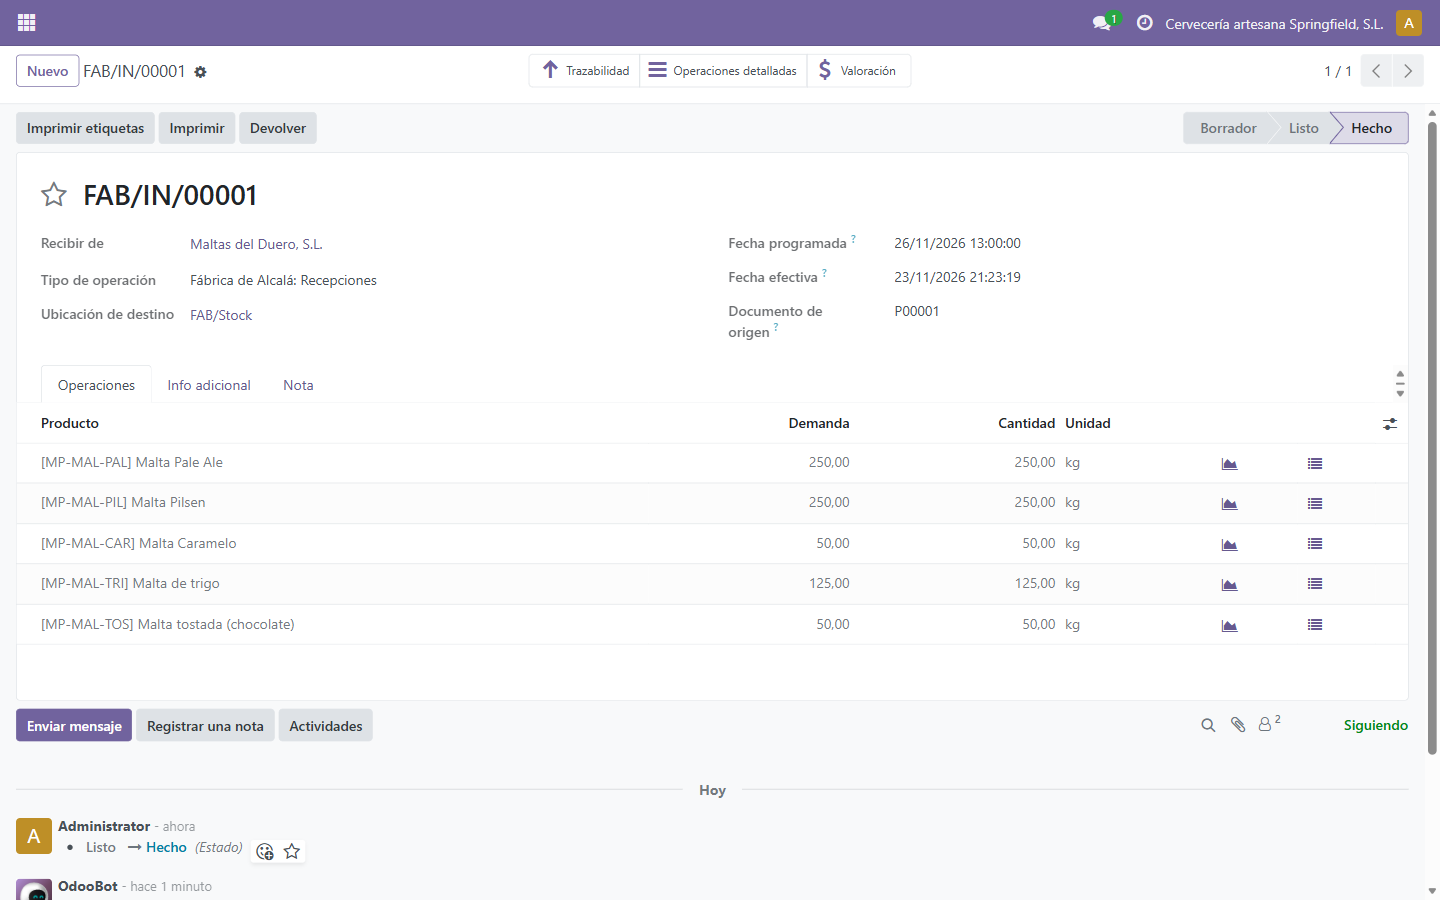 1
Cervecería artesana Springfield, S.L.
A
Nuevo
FAB/IN/00001
Trazabilidad
Operaciones detalladas
Valoración
1 / 1
Imprimir etiquetas
Imprimir
Devolver
Borrador
Listo
Hecho
FAB/IN/00001
Recibir de
Maltas del Duero, S.L.
Tipo de operación
Fábrica de Alcalá: Recepciones
Ubicación de destino
FAB/Stock
Fecha programada ?
26/11/2026 13:00:00
Fecha efectiva ?
23/11/2026 21:23:19
Documento de
origen ?
P00001
Operaciones
Info adicional
Nota
Producto Demanda Cantidad Unidad
[MP-MAL-PAL] Malta Pale Ale 250,00 250,00 kg
[MP-MAL-PIL] Malta Pilsen 250,00 250,00 kg
[MP-MAL-CAR] Malta Caramelo 50,00 50,00 kg
[MP-MAL-TRI] Malta de trigo 125,00 125,00 kg
[MP-MAL-TOS] Malta tostada (chocolate) 50,00 50,00 kg
Enviar mensaje
Registrar una nota
Actividades
2
Siguiendo
Hoy
A
Administrator - ahora
• Listo → Hecho (Estado)
OdooBot - hace 1 minuto